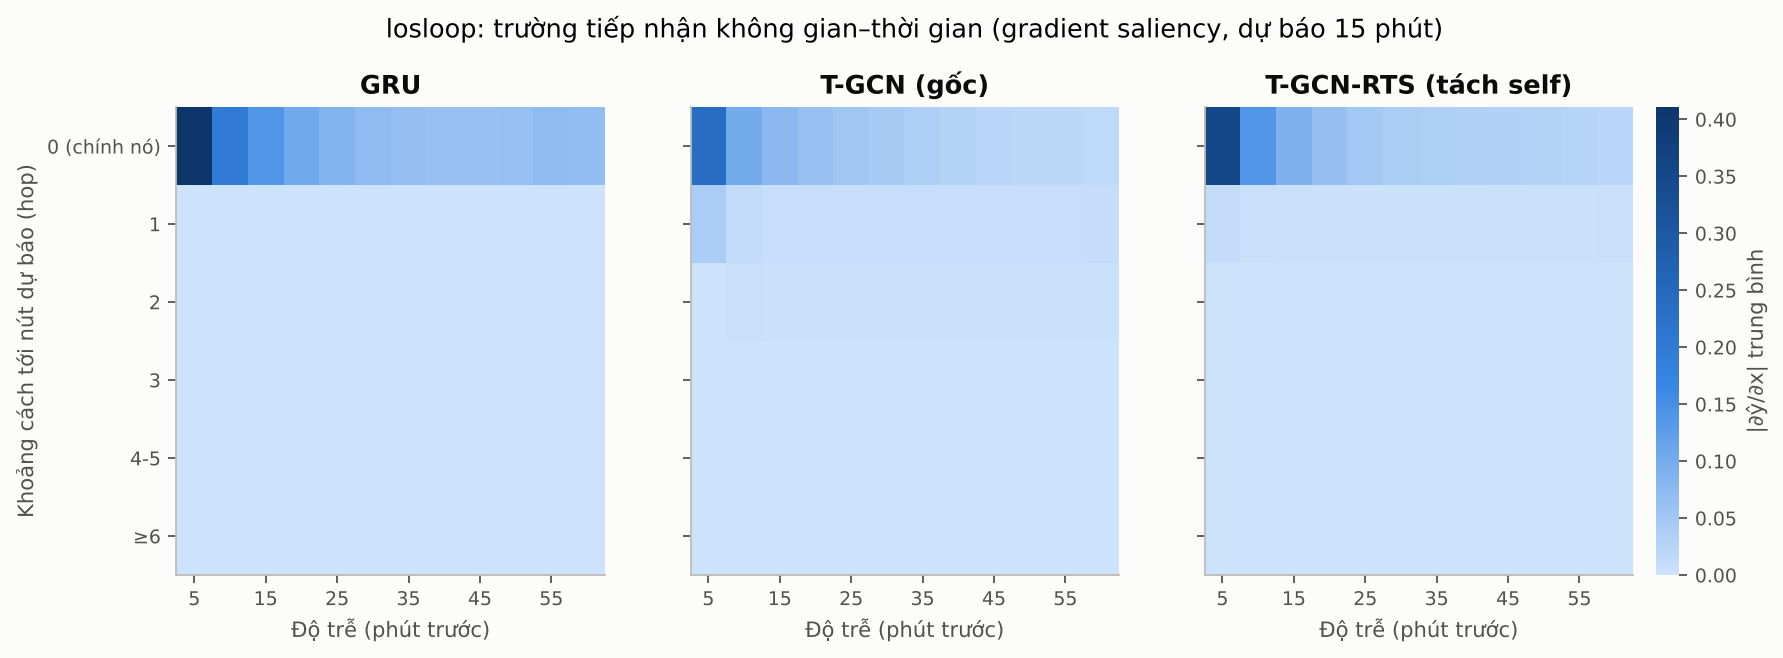 losloop: trường tiếp nhận không gian–thời gian (gradient saliency, dự báo 15 phút)
GRU
T-GCN (gốc)
T-GCN-RTS (tách self)
Khoảng cách tới nút dự báo (hop)
0 (chính nó)
1
2
3
4-5
≥6
5 15 25 35 45 55
Độ trễ (phút trước)
5 15 25 35 45 55
Độ trễ (phút trước)
5 15 25 35 45 55
Độ trễ (phút trước)
0.40
0.35
0.30
0.25
0.20
0.15
0.10
0.05
0.00
|∂ŷ/∂x| trung bình